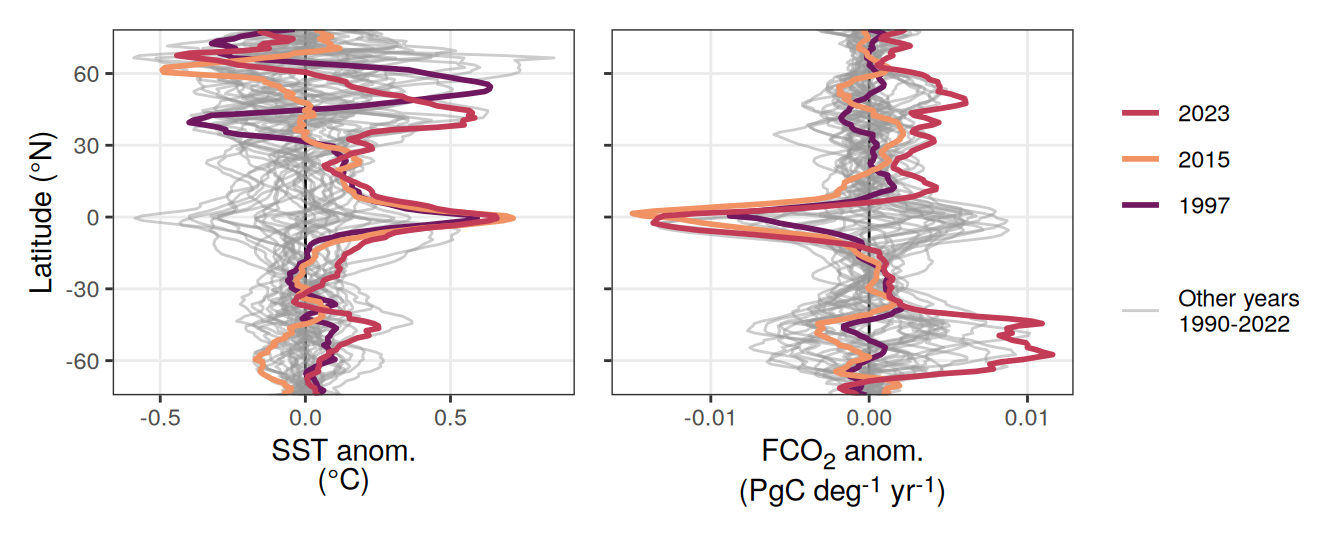 Latitude (°N)
60
30
0
-30
-60
-0.5
0.0
0.5
SST anom.
(°C)
-0.01
0.00
0.01
FCO₂ anom.
(PgC deg⁻¹ yr⁻¹)
2023
2015
1997
Other years
1990-2022